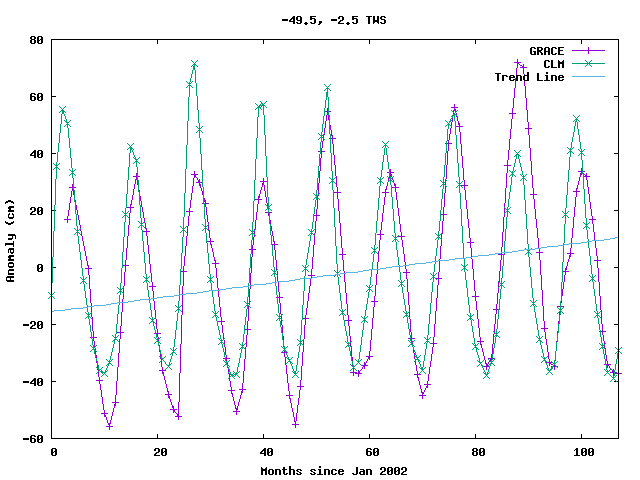 -49.5, -2.5 TWS
GRACE
CLM
Trend Line
80
60
40
20
0
-20
-40
-60
Anomaly (cm)
0 20 40 60 80 100
Months since Jan 2002